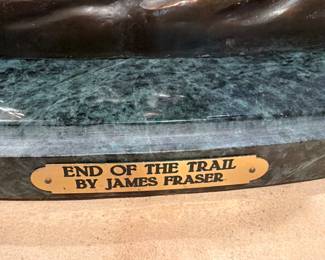 END OF THE TRAIL
BY JAMES FRASER